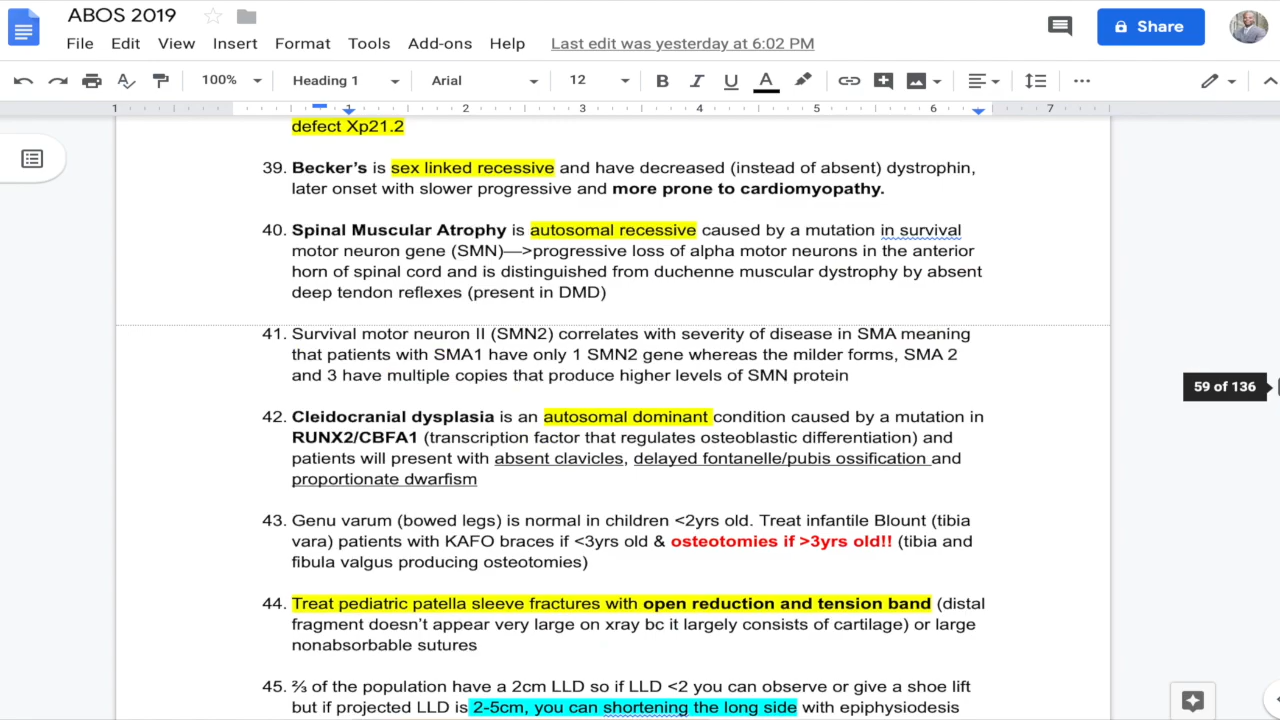 ABOS 2019
File Edit View Insert Format Tools Add-ons Help Last edit was yesterday at 6:02 PM
Share
100% Heading 1 Arial 12 B I U A
1 1 2 3 4 5 6 7
defect Xp21.2
39. Becker’s is sex linked recessive and have decreased (instead of absent) dystrophin,
later onset with slower progressive and more prone to cardiomyopathy.
40. Spinal Muscular Atrophy is autosomal recessive caused by a mutation in survival
motor neuron gene (SMN)—>progressive loss of alpha motor neurons in the anterior
horn of spinal cord and is distinguished from duchenne muscular dystrophy by absent
deep tendon reflexes (present in DMD)
41. Survival motor neuron II (SMN2) correlates with severity of disease in SMA meaning
that patients with SMA1 have only 1 SMN2 gene whereas the milder forms, SMA 2
and 3 have multiple copies that produce higher levels of SMN protein
59 of 136
42. Cleidocranial dysplasia is an autosomal dominant condition caused by a mutation in
RUNX2/CBFA1 (transcription factor that regulates osteoblastic differentiation) and
patients will present with absent clavicles, delayed fontanelle/pubis ossification and
proportionate dwarfism
43. Genu varum (bowed legs) is normal in children <2yrs old. Treat infantile Blount (tibia
vara) patients with KAFO braces if <3yrs old & osteotomies if >3yrs old!! (tibia and
fibula valgus producing osteotomies)
44. Treat pediatric patella sleeve fractures with open reduction and tension band (distal
fragment doesn’t appear very large on xray bc it largely consists of cartilage) or large
nonabsorbable sutures
45. ⅔ of the population have a 2cm LLD so if LLD <2 you can observe or give a shoe lift
but if projected LLD is 2-5cm, you can shortening the long side with epiphysiodesis